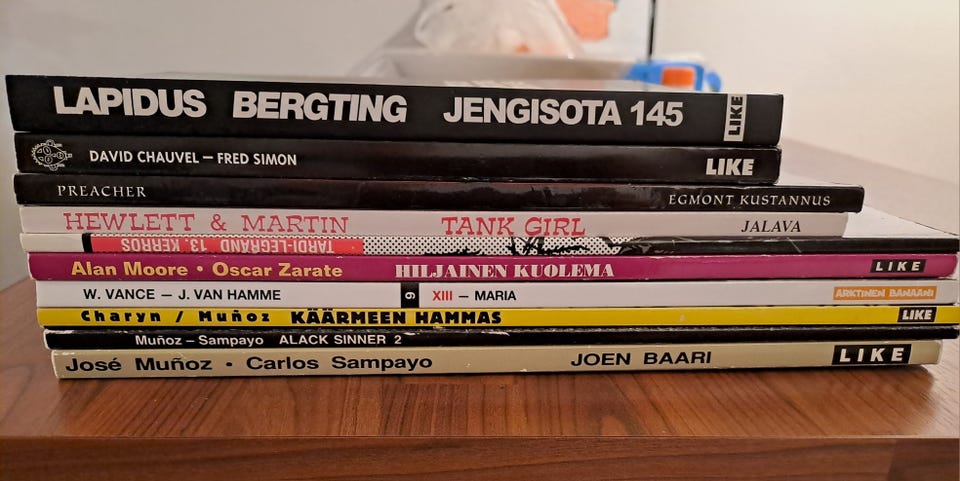 LAPIDUS BERGTING JENGISOTA 145 LIKE
DAVID CHAUVEL – FRED SIMON LIKE
PREACHER EGMONT KUSTANNUS
HEWLETT & MARTIN TANK GIRL JALAVA
TARDI-LEGRAND 13. KERROS
Alan Moore • Oscar Zarate HILJAINEN KUOLEMA LIKE
W. VANCE – J. VAN HAMME 9 XIII – MARIA ARKTINEN BANAANI
Charyn / Muñoz KÄÄRMEEN HAMMAS LIKE
Muñoz – Sampayo ALACK SINNER 2
José Muñoz • Carlos Sampayo JOEN BAARI LIKE